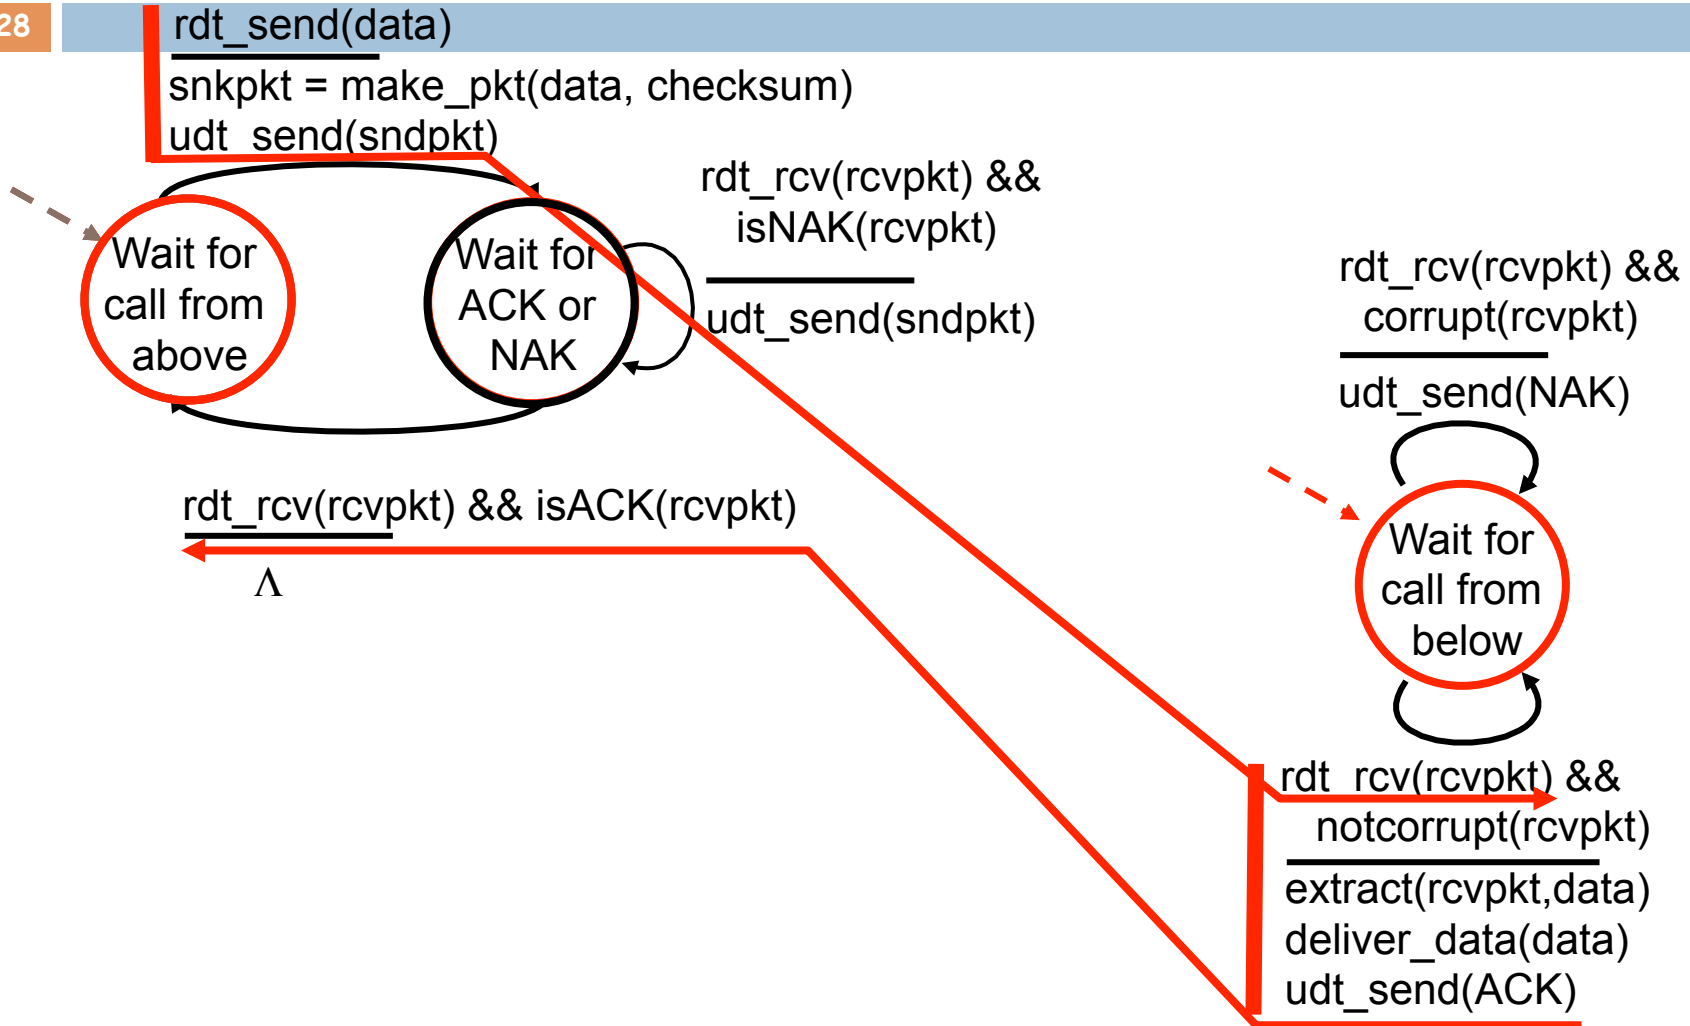 28
rdt_send(data)
snkpkt = make_pkt(data, checksum)
udt_send(sndpkt)
Wait for
call from
above
Wait for
ACK or
NAK
rdt_rcv(rcvpkt) &&
isNAK(rcvpkt)
udt_send(sndpkt)
rdt_rcv(rcvpkt) && isACK(rcvpkt)
Λ
rdt_rcv(rcvpkt) &&
corrupt(rcvpkt)
udt_send(NAK)
Wait for
call from
below
rdt_rcv(rcvpkt) &&
notcorrupt(rcvpkt)
extract(rcvpkt,data)
deliver_data(data)
udt_send(ACK)